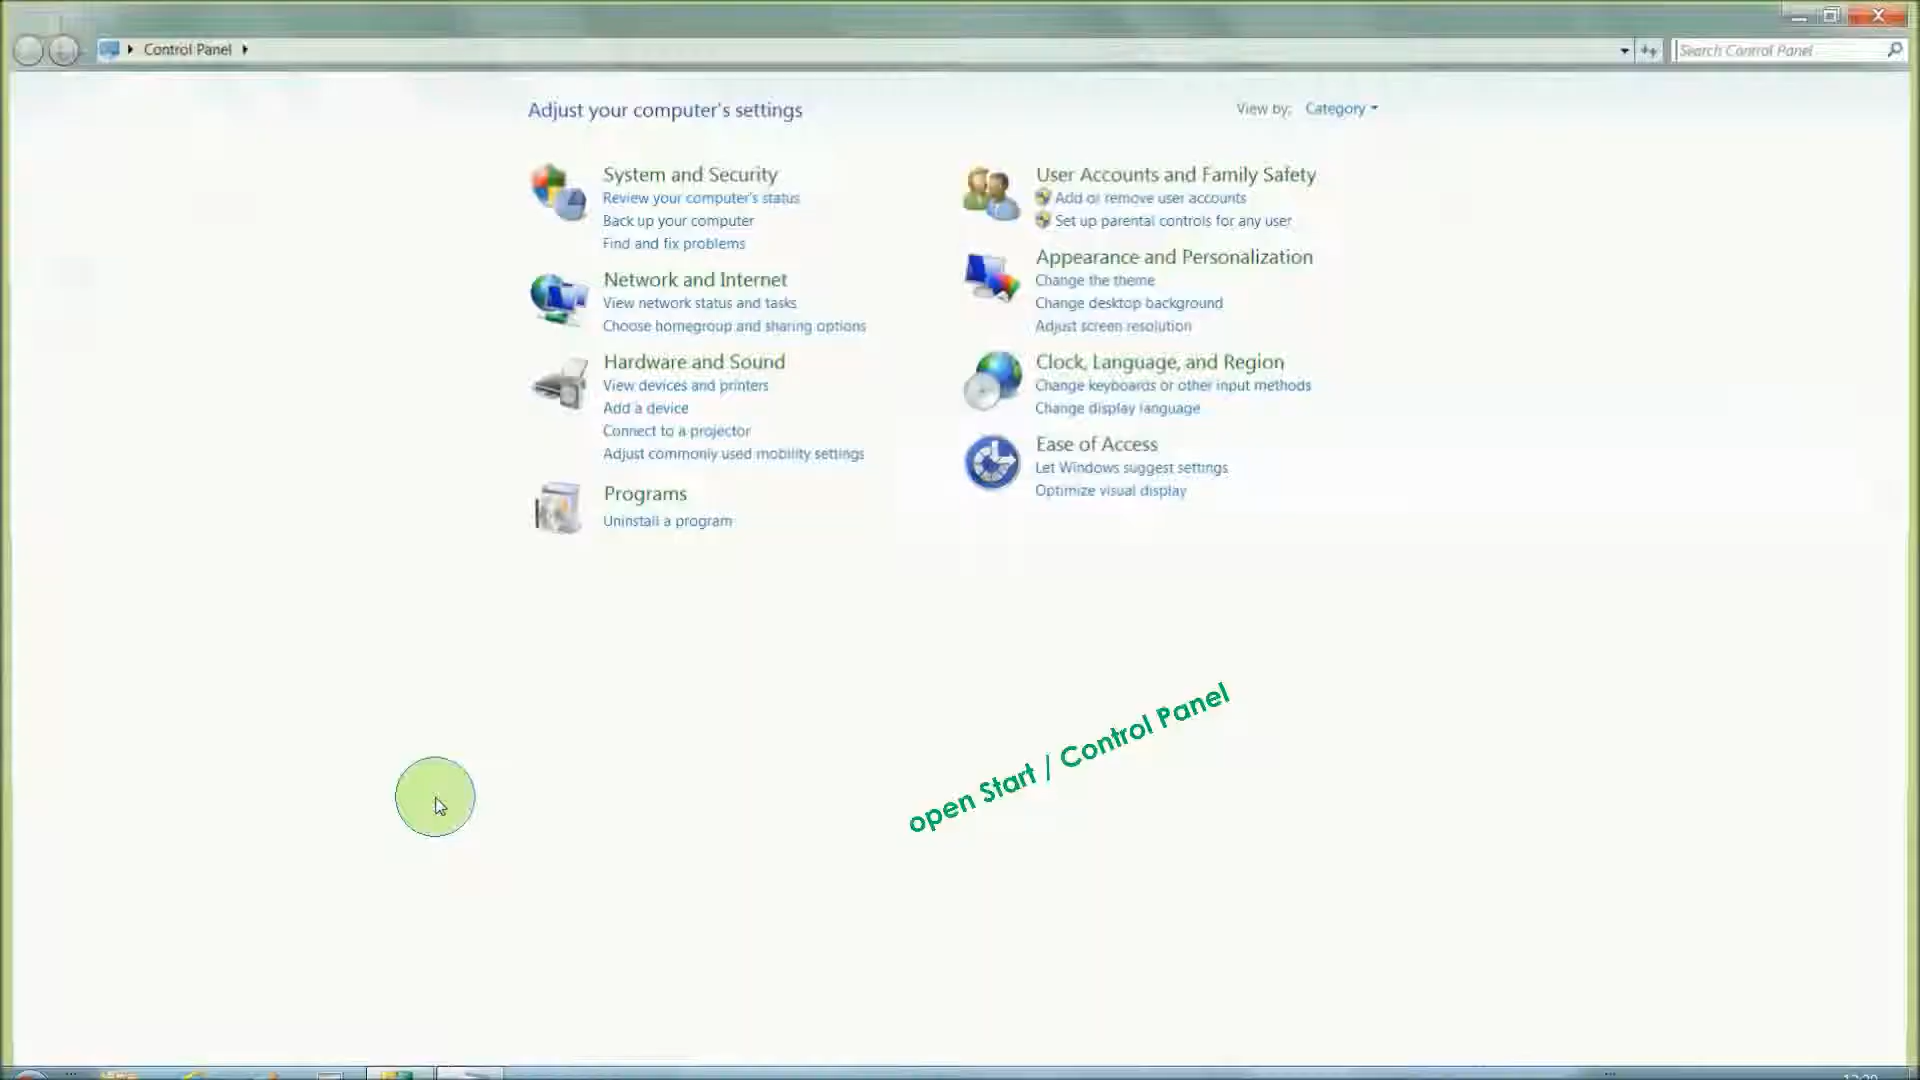 Control Panel
Search Control Panel
Adjust your computer's settings
View by: Category
System and Security
Review your computer's status
Back up your computer
Find and fix problems
Network and Internet
View network status and tasks
Choose homegroup and sharing options
Hardware and Sound
View devices and printers
Add a device
Connect to a projector
Adjust commonly used mobility settings
Programs
Uninstall a program
User Accounts and Family Safety
Add or remove user accounts
Set up parental controls for any user
Appearance and Personalization
Change the theme
Change desktop background
Adjust screen resolution
Clock, Language, and Region
Change keyboards or other input methods
Change display language
Ease of Access
Let Windows suggest settings
Optimize visual display
open Start / Control Panel